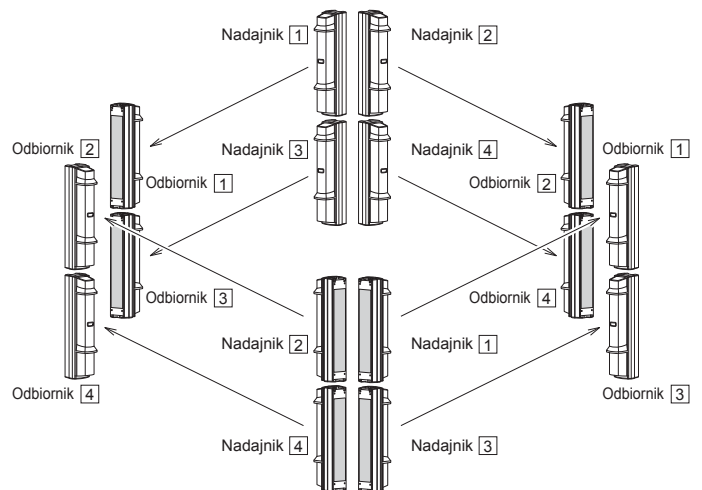 Nadajnik 1 Nadajnik 2
Odbiornik 2 Nadajnik 3 Nadajnik 4 Odbiornik 1
Odbiornik 1 Odbiornik 2
Odbiornik 3 Odbiornik 4
Nadajnik 2 Nadajnik 1
Odbiornik 4 Odbiornik 3
Nadajnik 4 Nadajnik 3